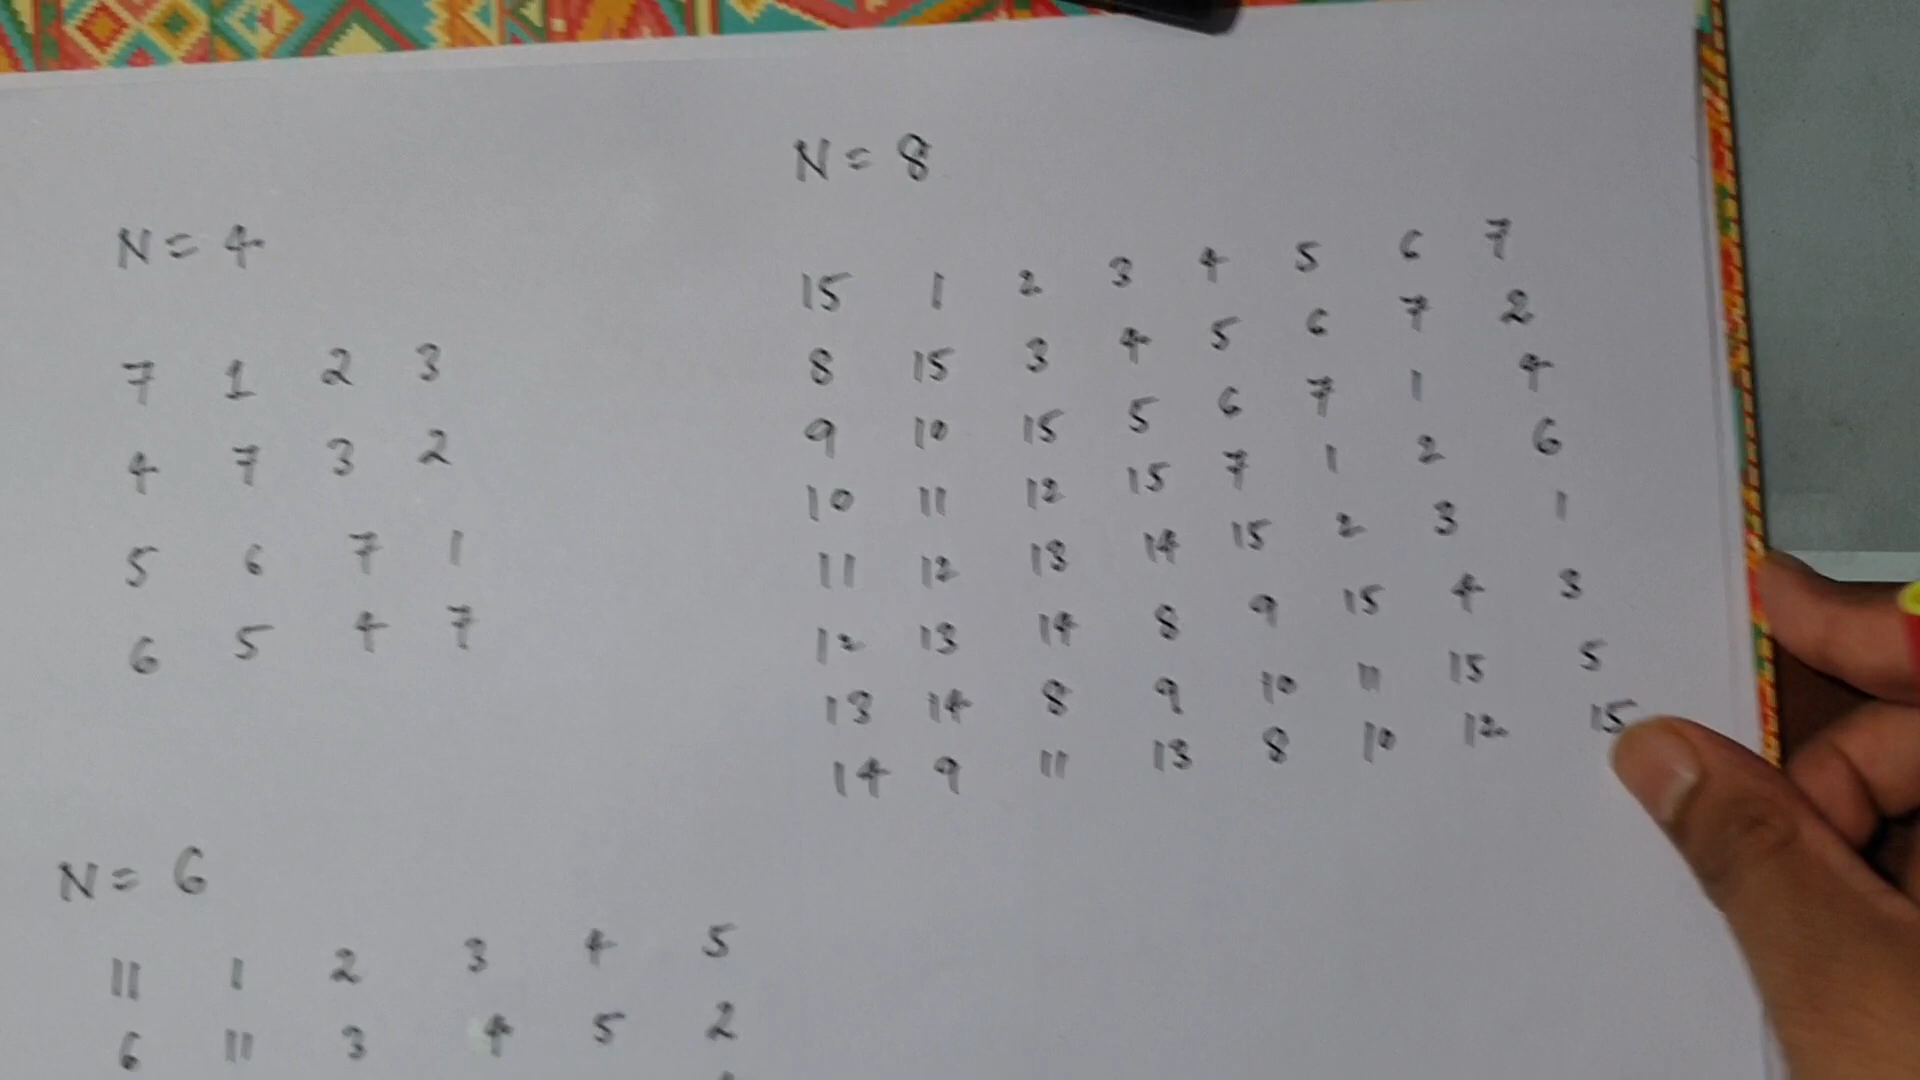 N = 4
7 1 2 3
4 7 3 2
5 6 7 1
6 5 4 7
N = 8
15 1 2 3 4 5 6 7
8 15 3 4 5 6 7 2
9 10 15 5 6 7 1 4
10 11 12 15 7 1 2 6
11 12 13 14 15 2 3 1
12 13 14 8 9 15 4 3
13 14 8 9 10 11 15 5
14 9 11 13 8 10 12 15
N = 6
11 1 2 3 4 5
6 11 3 4 5 2